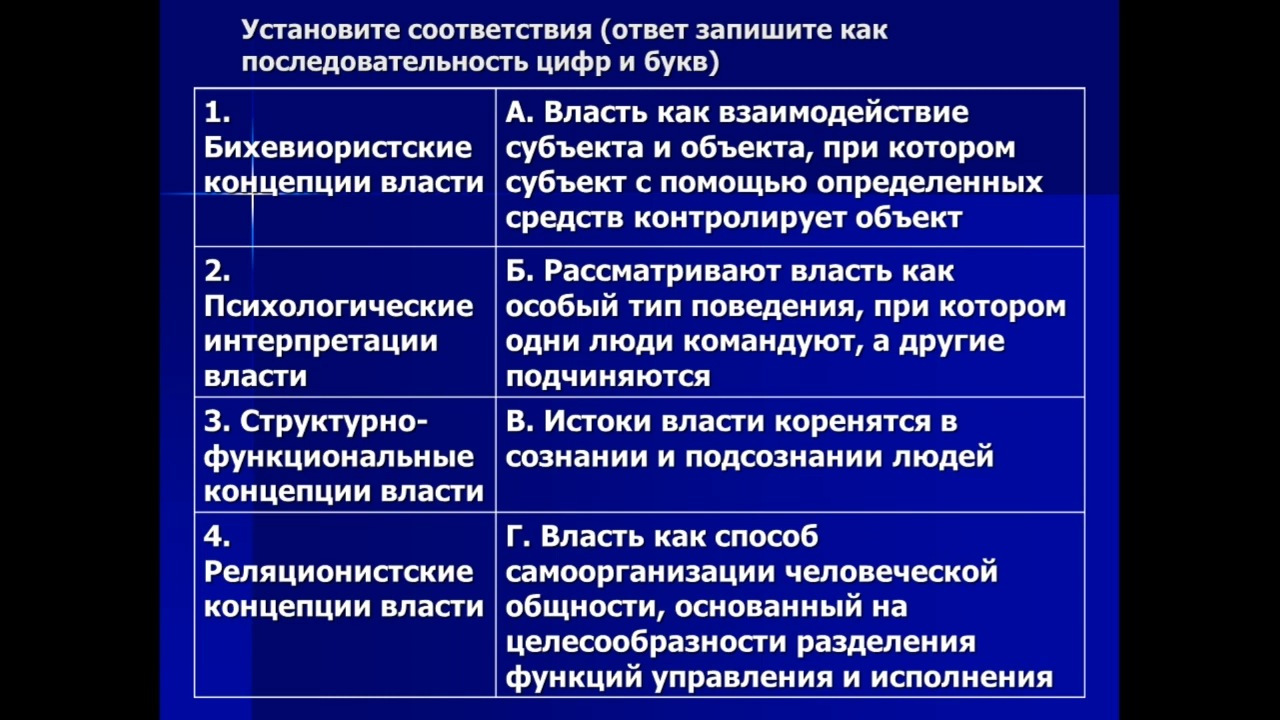 Установите соответствия (ответ запишите как
последовательность цифр и букв)
1.
Бихевиористские
концепции власти
А. Власть как взаимодействие
субъекта и объекта, при котором
субъект с помощью определенных
средств контролирует объект
2.
Психологические
интерпретации
власти
Б. Рассматривают власть как
особый тип поведения, при котором
одни люди командуют, а другие
подчиняются
3. Структурно-
функциональные
концепции власти
В. Истоки власти коренятся в
сознании и подсознании людей
4.
Реляционистские
концепции власти
Г. Власть как способ
самоорганизации человеческой
общности, основанный на
целесообразности разделения
функций управления и исполнения